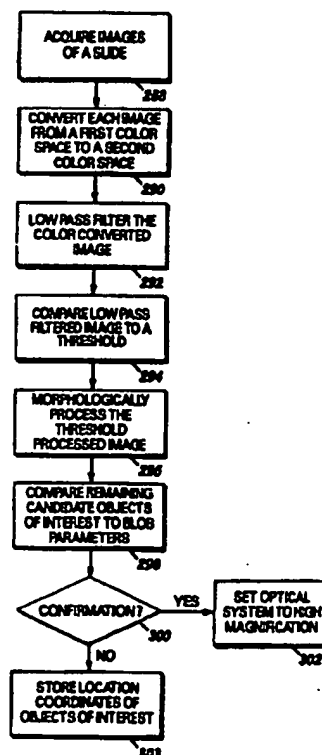 ACQUIRE IMAGES
OF A SLIDE
288
CONVERT EACH IMAGE
FROM A FIRST COLOR
SPACE TO A SECOND
COLOR SPACE
290
LOW PASS FILTER THE
COLOR CONVERTED
IMAGE
292
COMPARE LOW PASS
FILTERED IMAGE TO A
THRESHOLD
294
MORPHOLOGICALLY
PROCESS THE
THRESHOLD
PROCESSED IMAGE
296
COMPARE REMAINING
CANDIDATE OBJECTS
OF INTEREST TO BLOB
PARAMETERS
298
CONFIRMATION?
300
YES
SET OPTICAL
SYSTEM TO HIGH
MAGNIFICATION
302
NO
STORE LOCATION
COORDINATES OF
OBJECTS OF INTEREST